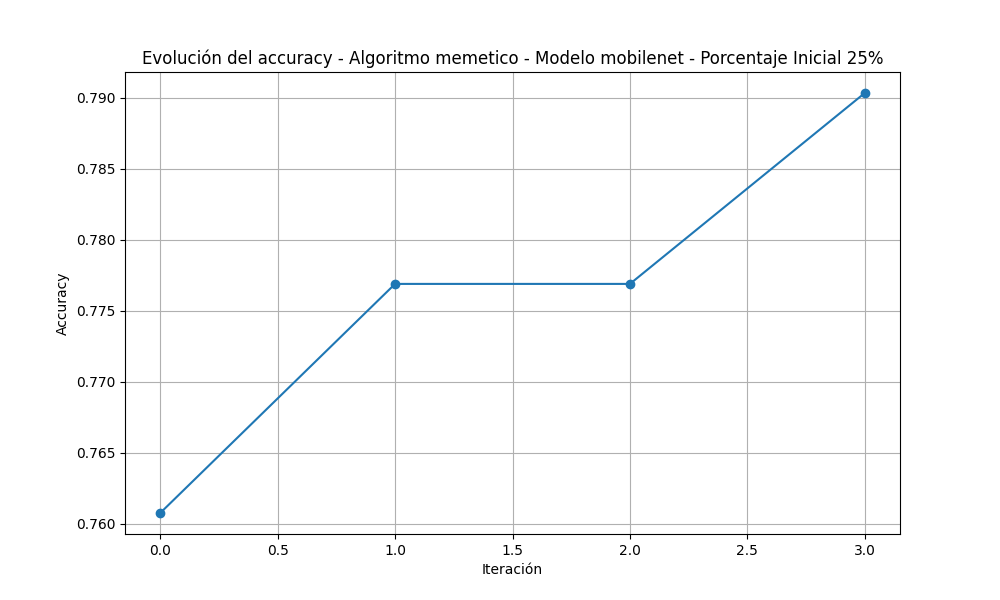 Evolución del accuracy - Algoritmo memetico - Modelo mobilenet - Porcentaje Inicial 25%
0.790
0.785
0.780
0.775
0.770
0.765
0.760
Accuracy
0.0 0.5 1.0 1.5 2.0 2.5 3.0
Iteración